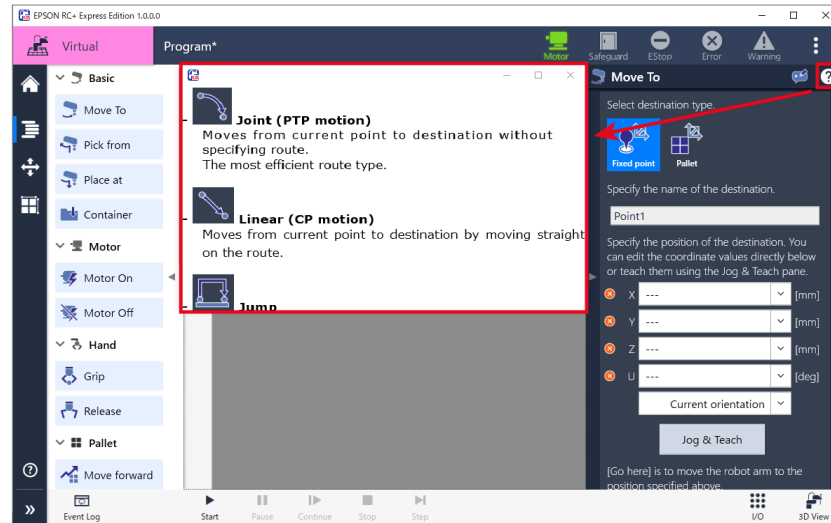 EPSON RC+ Express Edition 1.0.0.0
Virtual
Program*
Motor
Safeguard
EStop
Error
Warning
Basic
Move To
Pick from
Place at
Container
Motor
Motor On
Motor Off
Hand
Grip
Release
Pallet
Move forward
- Joint (PTP motion)
Moves from current point to destination without
specifying route.
The most efficient route type.
- Linear (CP motion)
Moves from current point to destination by moving straight
on the route.
- Jump
Move To
?
Select destination type.
Fixed point
Pallet
Specify the name of the destination.
Point1
Specify the position of the destination. You
can edit the coordinate values directly below
or teach them using the Jog & Teach pane.
X --- [mm]
Y --- [mm]
Z --- [mm]
U --- [deg]
Current orientation
Jog & Teach
[Go here] is to move the robot arm to the
position specified above.
?
»
Event Log
Start
Pause
Continue
Stop
Step
I/O
3D View